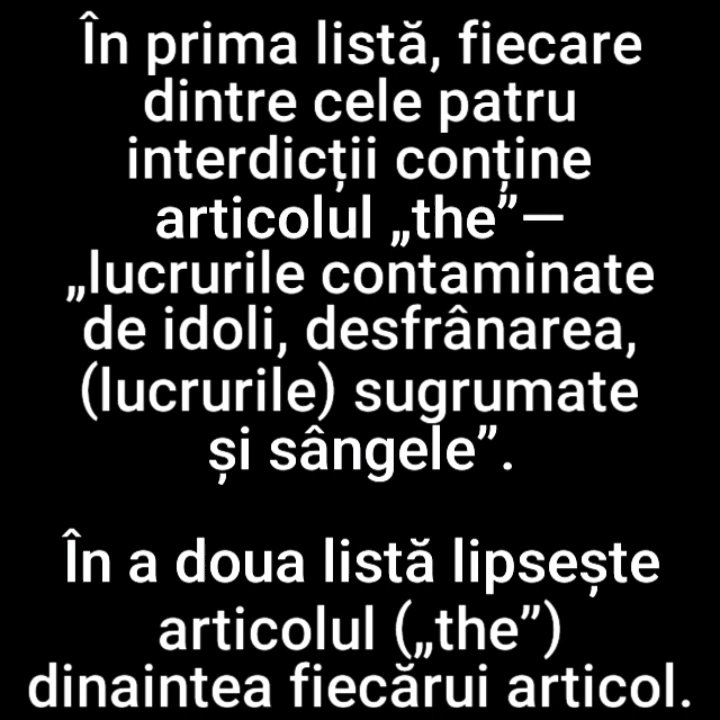 În prima listă, fiecare
dintre cele patru
interdicții conține
articolul „the”—
„lucrurile contaminate
de idoli, desfrânarea,
(lucrurile) sugrumate
și sângele”.
În a doua listă lipsește
articolul („the”)
dinaintea fiecărui articol.